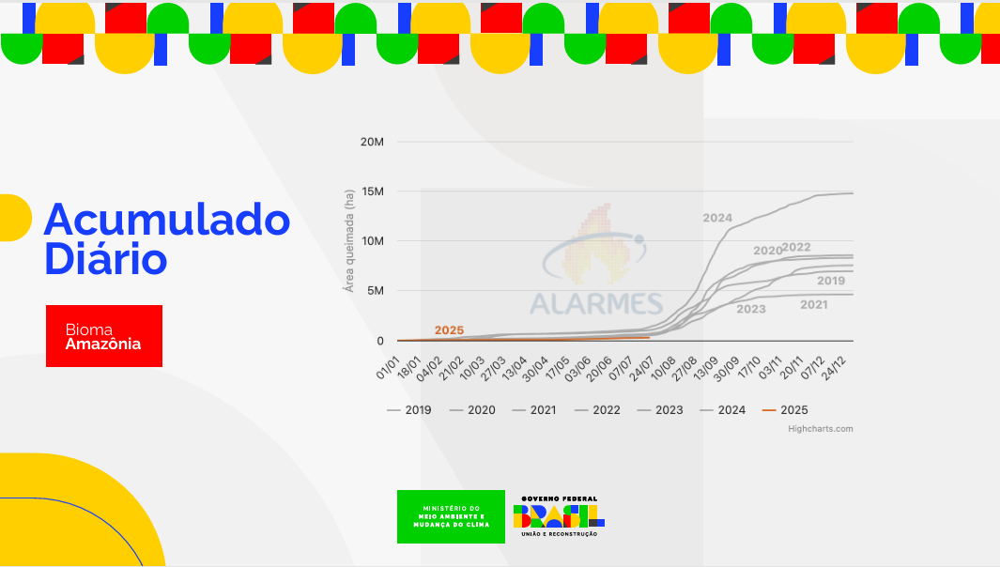 Acumulado
Diário
Bioma
Amazônia
Área queimada (ha)
20M
15M
10M
5M
0
2024
2020
2022
2019
2023
2021
2025
ALARMES
01/01
18/01
04/02
21/02
10/03
27/03
13/04
30/04
17/05
03/06
20/06
07/07
24/07
10/08
27/08
13/09
30/09
17/10
03/11
20/11
07/12
24/12
2019
2020
2021
2022
2023
2024
2025
Highcharts.com
MINISTÉRIO DO
MEIO AMBIENTE E
MUDANÇA DO CLIMA
GOVERNO FEDERAL
BRASIL
UNIÃO E RECONSTRUÇÃO